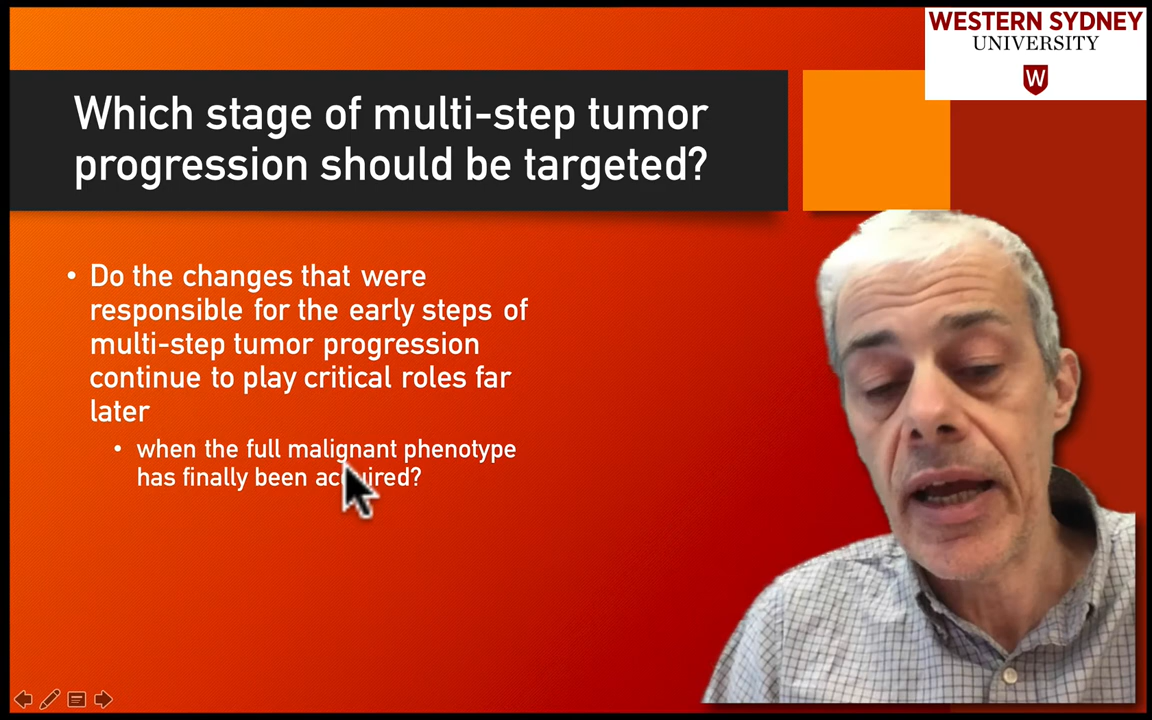 WESTERN SYDNEY
UNIVERSITY
W
Which stage of multi-step tumor
progression should be targeted?
• Do the changes that were
responsible for the early steps of
multi-step tumor progression
continue to play critical roles far
later
• when the full malignant phenotype
has finally been acquired?